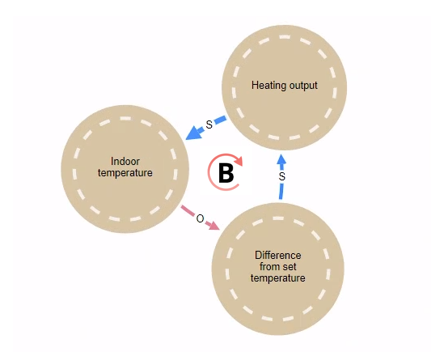 Heating output
S
Indoor
temperature
B
S
O
Difference
from set
temperature